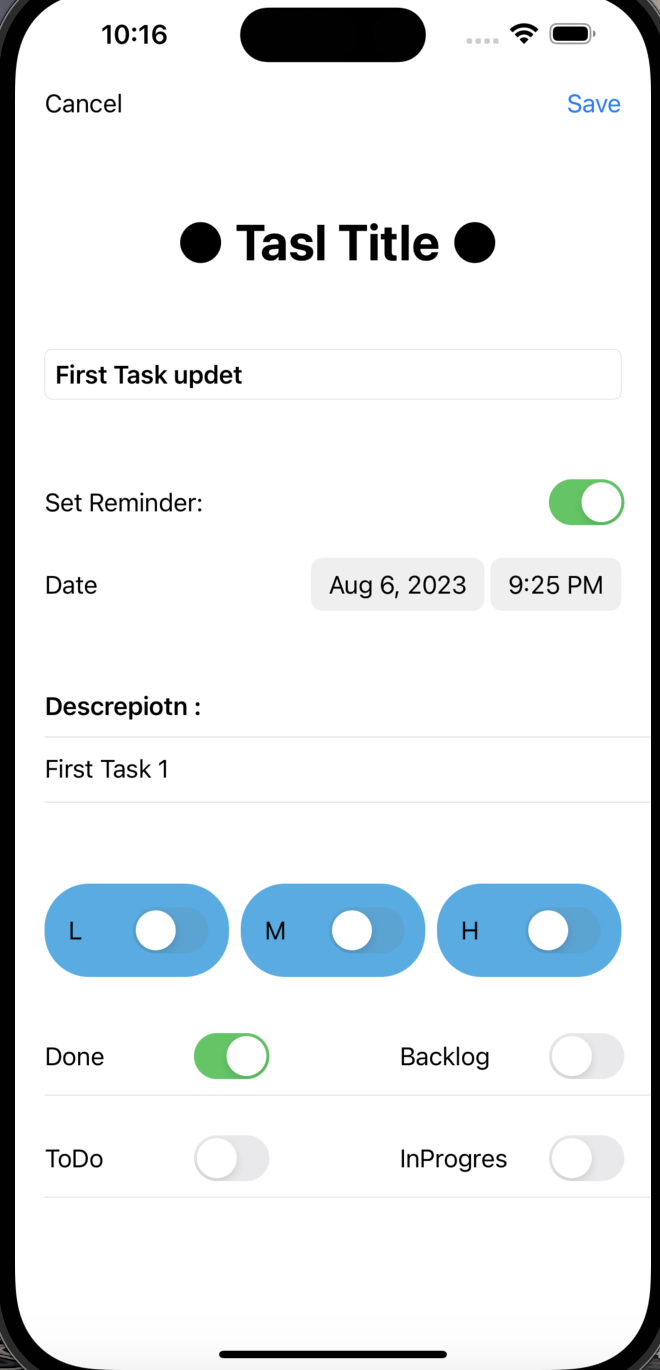 10:16
Cancel Save
Tasl Title
First Task updet
Set Reminder:
Date Aug 6, 2023 9:25 PM
Descrepiotn :
First Task 1
L M H
Done Backlog
ToDo InProgres